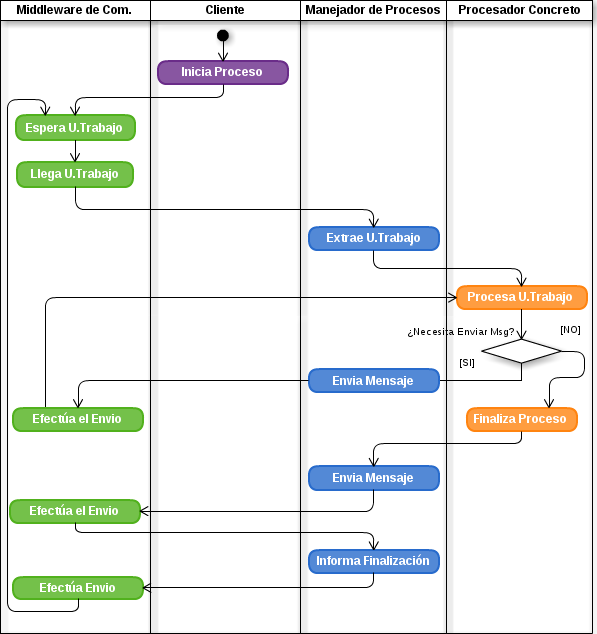 Middleware de Com.
Cliente
Manejador de Procesos
Procesador Concreto
Inicia Proceso
Espera U.Trabajo
Llega U.Trabajo
Extrae U.Trabajo
Procesa U.Trabajo
¿Necesita Enviar Msg?
[NO]
[SI]
Envia Mensaje
Efectúa el Envio
Finaliza Proceso
Envia Mensaje
Efectúa el Envio
Informa Finalización
Efectúa Envio